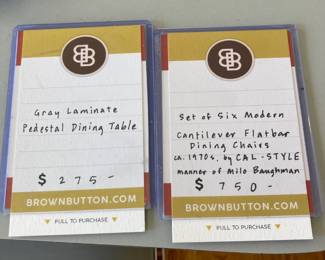 BB
Gray Laminate
Pedestal Dining Table
$ 275-
BROWNBUTTON.COM
PULL TO PURCHASE
BB
Set of Six Modern
Cantilever Flatbar
Dining Chairs
ca. 1970s, by CAL-STYLE
manner of Milo Baughman
$ 750-
BROWNBUTTON.COM
PULL TO PURCHASE